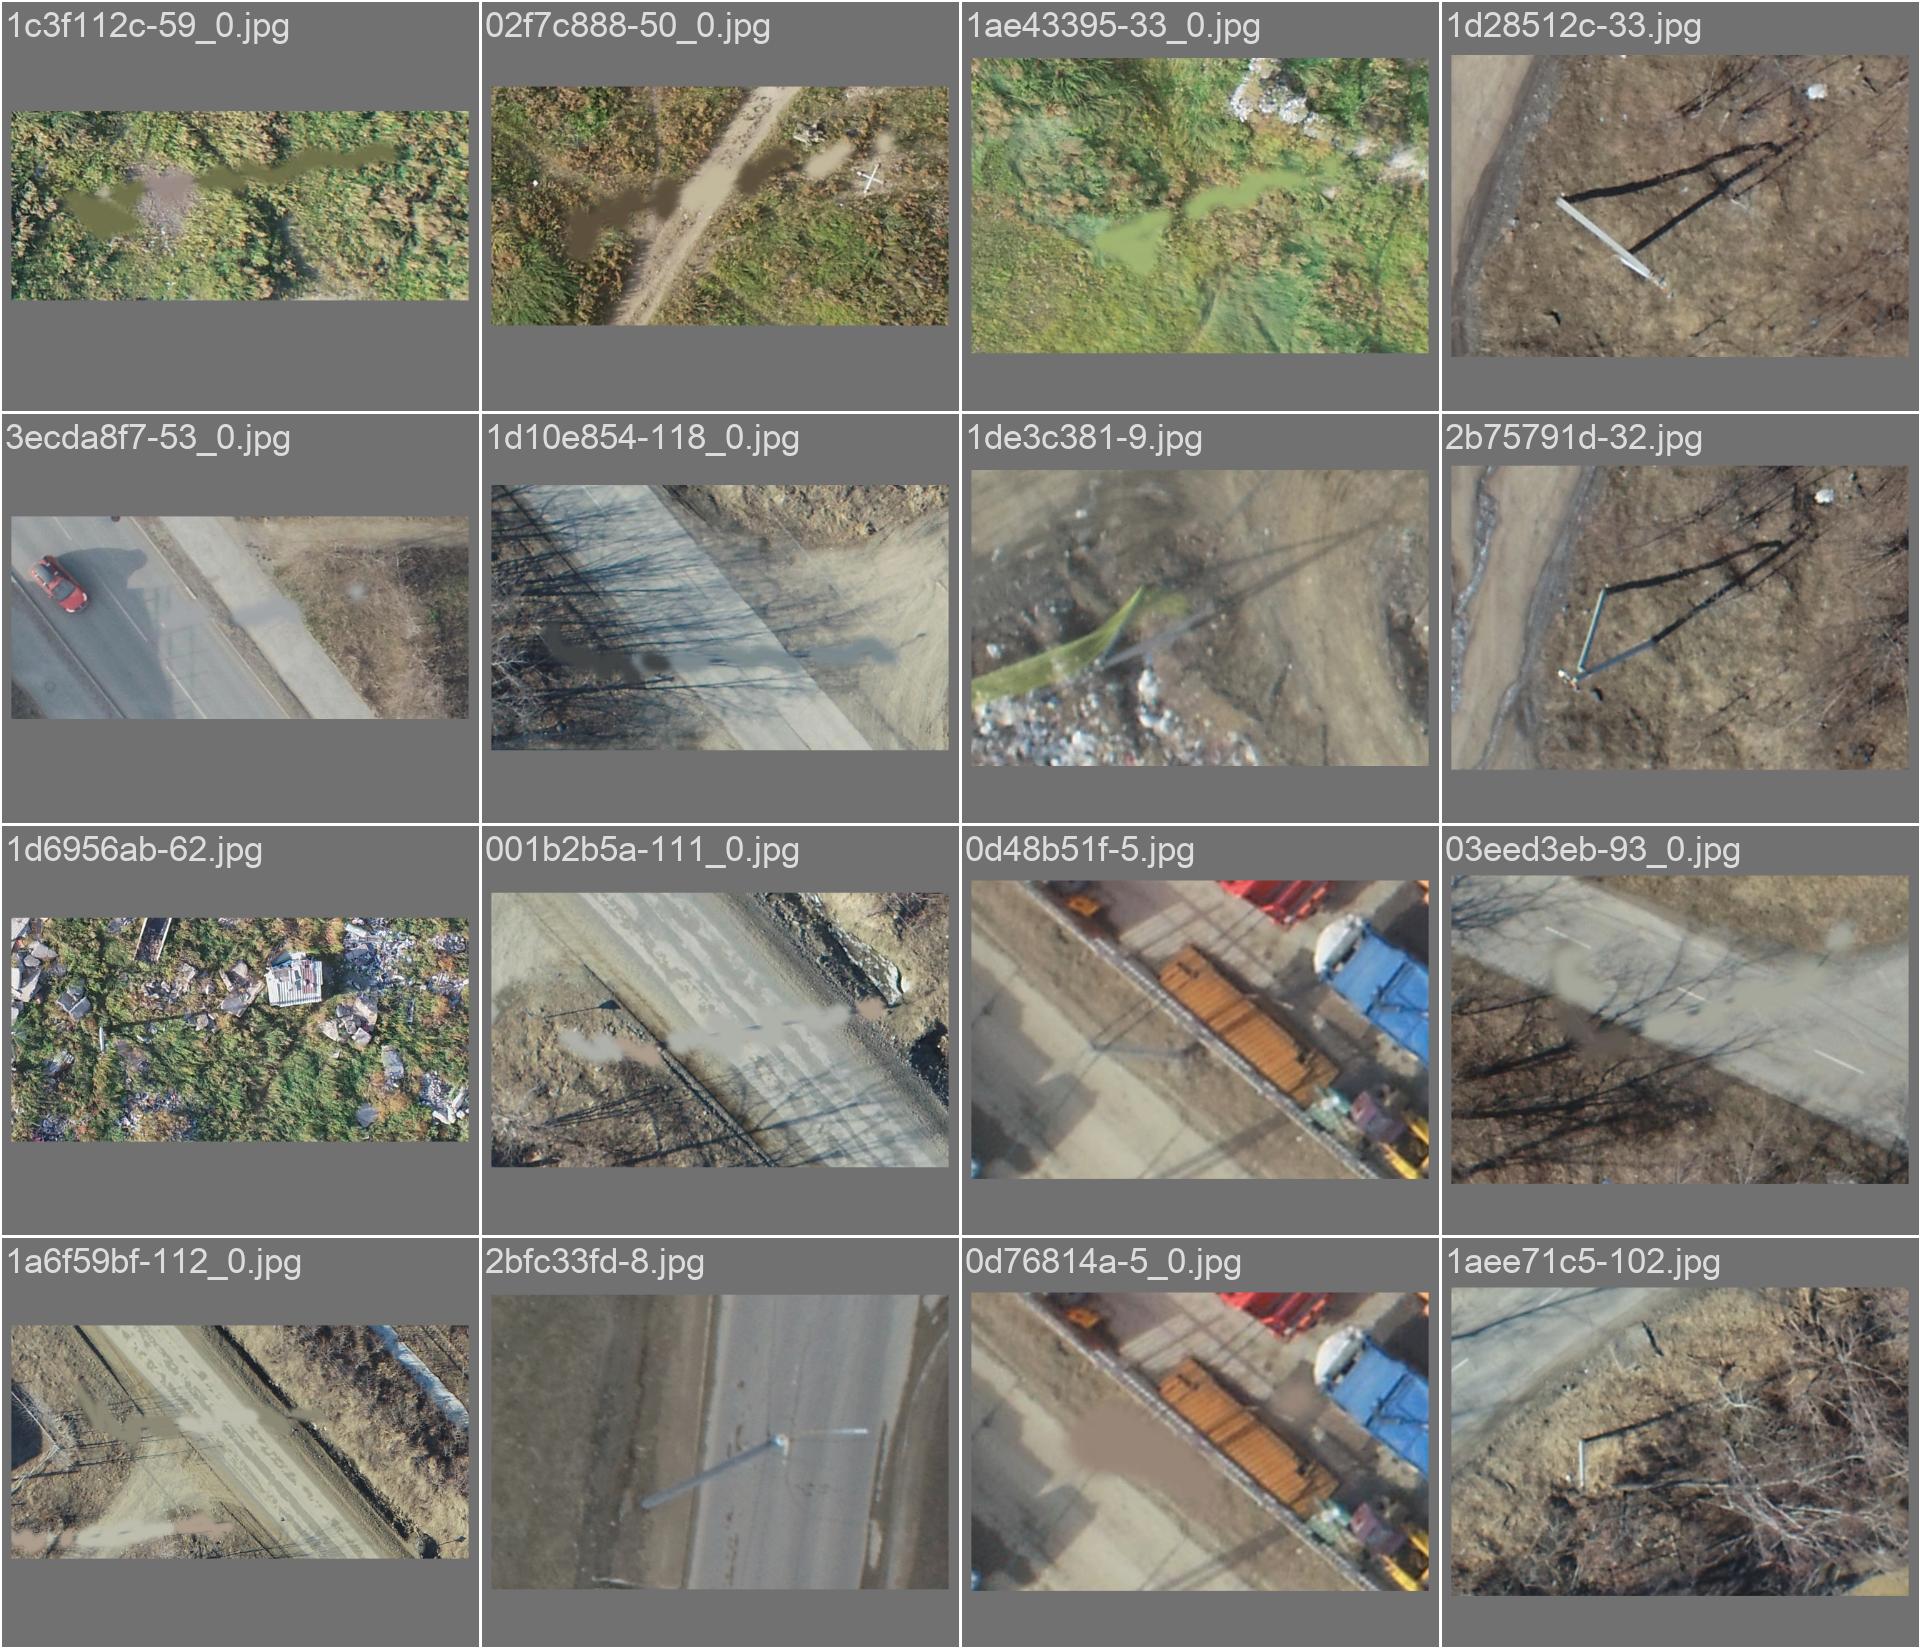 1c3f112c-59_0.jpg
02f7c888-50_0.jpg
1ae43395-33_0.jpg
1d28512c-33.jpg
3ecda8f7-53_0.jpg
1d10e854-118_0.jpg
1de3c381-9.jpg
2b75791d-32.jpg
1d6956ab-62.jpg
001b2b5a-111_0.jpg
0d48b51f-5.jpg
03eed3eb-93_0.jpg
1a6f59bf-112_0.jpg
2bfc33fd-8.jpg
0d76814a-5_0.jpg
1aee71c5-102.jpg